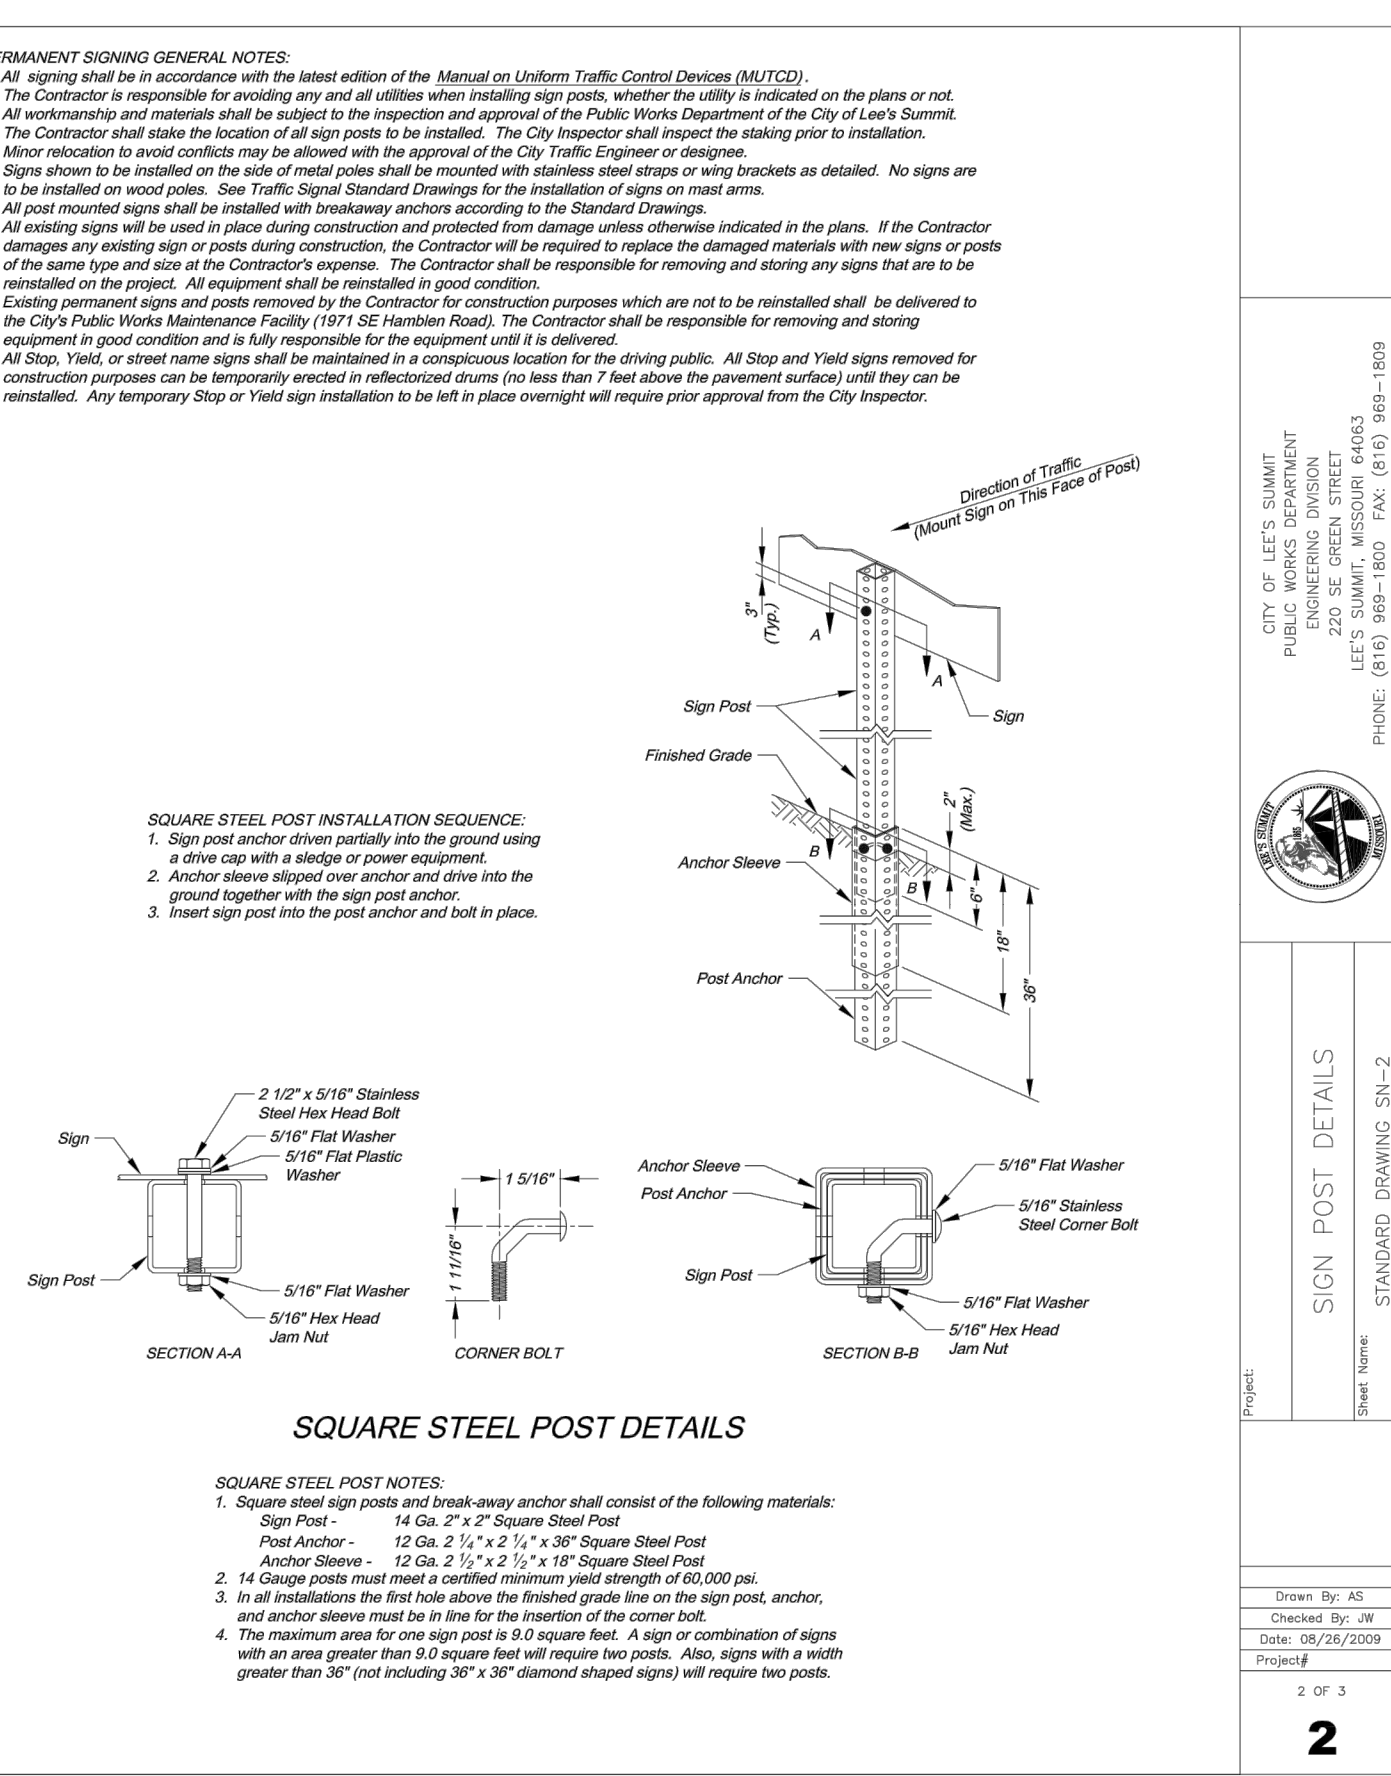 ERMANENT SIGNING GENERAL NOTES:
All signing shall be in accordance with the latest edition of the Manual on Uniform Traffic Control Devices (MUTCD).
The Contractor is responsible for avoiding any and all utilities when installing sign posts, whether the utility is indicated on the plans or not.
All workmanship and materials shall be subject to the inspection and approval of the Public Works Department of the City of Lee's Summit.
The Contractor shall stake the location of all sign posts to be installed. The City Inspector shall inspect the staking prior to installation.
Minor relocation to avoid conflicts may be allowed with the approval of the City Traffic Engineer or designee.
Signs shown to be installed on the side of metal poles shall be mounted with stainless steel straps or wing brackets as detailed. No signs are
to be installed on wood poles. See Traffic Signal Standard Drawings for the installation of signs on mast arms.
All post mounted signs shall be installed with breakaway anchors according to the Standard Drawings.
All existing signs will be used in place during construction and protected from damage unless otherwise indicated in the plans. If the Contractor
damages any existing sign or posts during construction, the Contractor will be required to replace the damaged materials with new signs or posts
of the same type and size at the Contractor's expense. The Contractor shall be responsible for removing and storing any signs that are to be
reinstalled on the project. All equipment shall be reinstalled in good condition.
Existing permanent signs and posts removed by the Contractor for construction purposes which are not to be reinstalled shall be delivered to
the City's Public Works Maintenance Facility (1971 SE Hamblen Road). The Contractor shall be responsible for removing and storing
equipment in good condition and is fully responsible for the equipment until it is delivered.
All Stop, Yield, or street name signs shall be maintained in a conspicuous location for the driving public. All Stop and Yield signs removed for
construction purposes can be temporarily erected in reflectorized drums (no less than 7 feet above the pavement surface) until they can be
reinstalled. Any temporary Stop or Yield sign installation to be left in place overnight will require prior approval from the City Inspector.
Direction of Traffic
(Mount Sign on This Face of Post)
3"
(Typ.)
A
A
Sign Post
Sign
Finished Grade
2"
(Max.)
B
Anchor Sleeve
B
6"
18"
36"
Post Anchor
SQUARE STEEL POST INSTALLATION SEQUENCE:
1. Sign post anchor driven partially into the ground using
a drive cap with a sledge or power equipment.
2. Anchor sleeve slipped over anchor and drive into the
ground together with the sign post anchor.
3. Insert sign post into the post anchor and bolt in place.
2 1/2" x 5/16" Stainless
Steel Hex Head Bolt
Sign
5/16" Flat Washer
5/16" Flat Plastic
Washer
Sign Post
5/16" Flat Washer
5/16" Hex Head
Jam Nut
SECTION A-A
1 5/16"
1 11/16"
CORNER BOLT
Anchor Sleeve
Post Anchor
Sign Post
5/16" Flat Washer
5/16" Stainless
Steel Corner Bolt
5/16" Flat Washer
5/16" Hex Head
Jam Nut
SECTION B-B
SQUARE STEEL POST DETAILS
SQUARE STEEL POST NOTES:
1. Square steel sign posts and break-away anchor shall consist of the following materials:
Sign Post - 14 Ga. 2" x 2" Square Steel Post
Post Anchor - 12 Ga. 2 1/4" x 2 1/4" x 36" Square Steel Post
Anchor Sleeve - 12 Ga. 2 1/2" x 2 1/2" x 18" Square Steel Post
2. 14 Gauge posts must meet a certified minimum yield strength of 60,000 psi.
3. In all installations the first hole above the finished grade line on the sign post, anchor,
and anchor sleeve must be in line for the insertion of the corner bolt.
4. The maximum area for one sign post is 9.0 square feet. A sign or combination of signs
with an area greater than 9.0 square feet will require two posts. Also, signs with a width
greater than 36" (not including 36" x 36" diamond shaped signs) will require two posts.
CITY OF LEE'S SUMMIT
PUBLIC WORKS DEPARTMENT
ENGINEERING DIVISION
220 SE GREEN STREET
LEE'S SUMMIT, MISSOURI 64063
PHONE: (816) 969-1800 FAX: (816) 969-1809
LEE'S SUMMIT
1865
MISSOURI
Project:
SIGN POST DETAILS
Sheet Name:
STANDARD DRAWING SN-2
Drawn By: AS
Checked By: JW
Date: 08/26/2009
Project#
2 OF 3
2